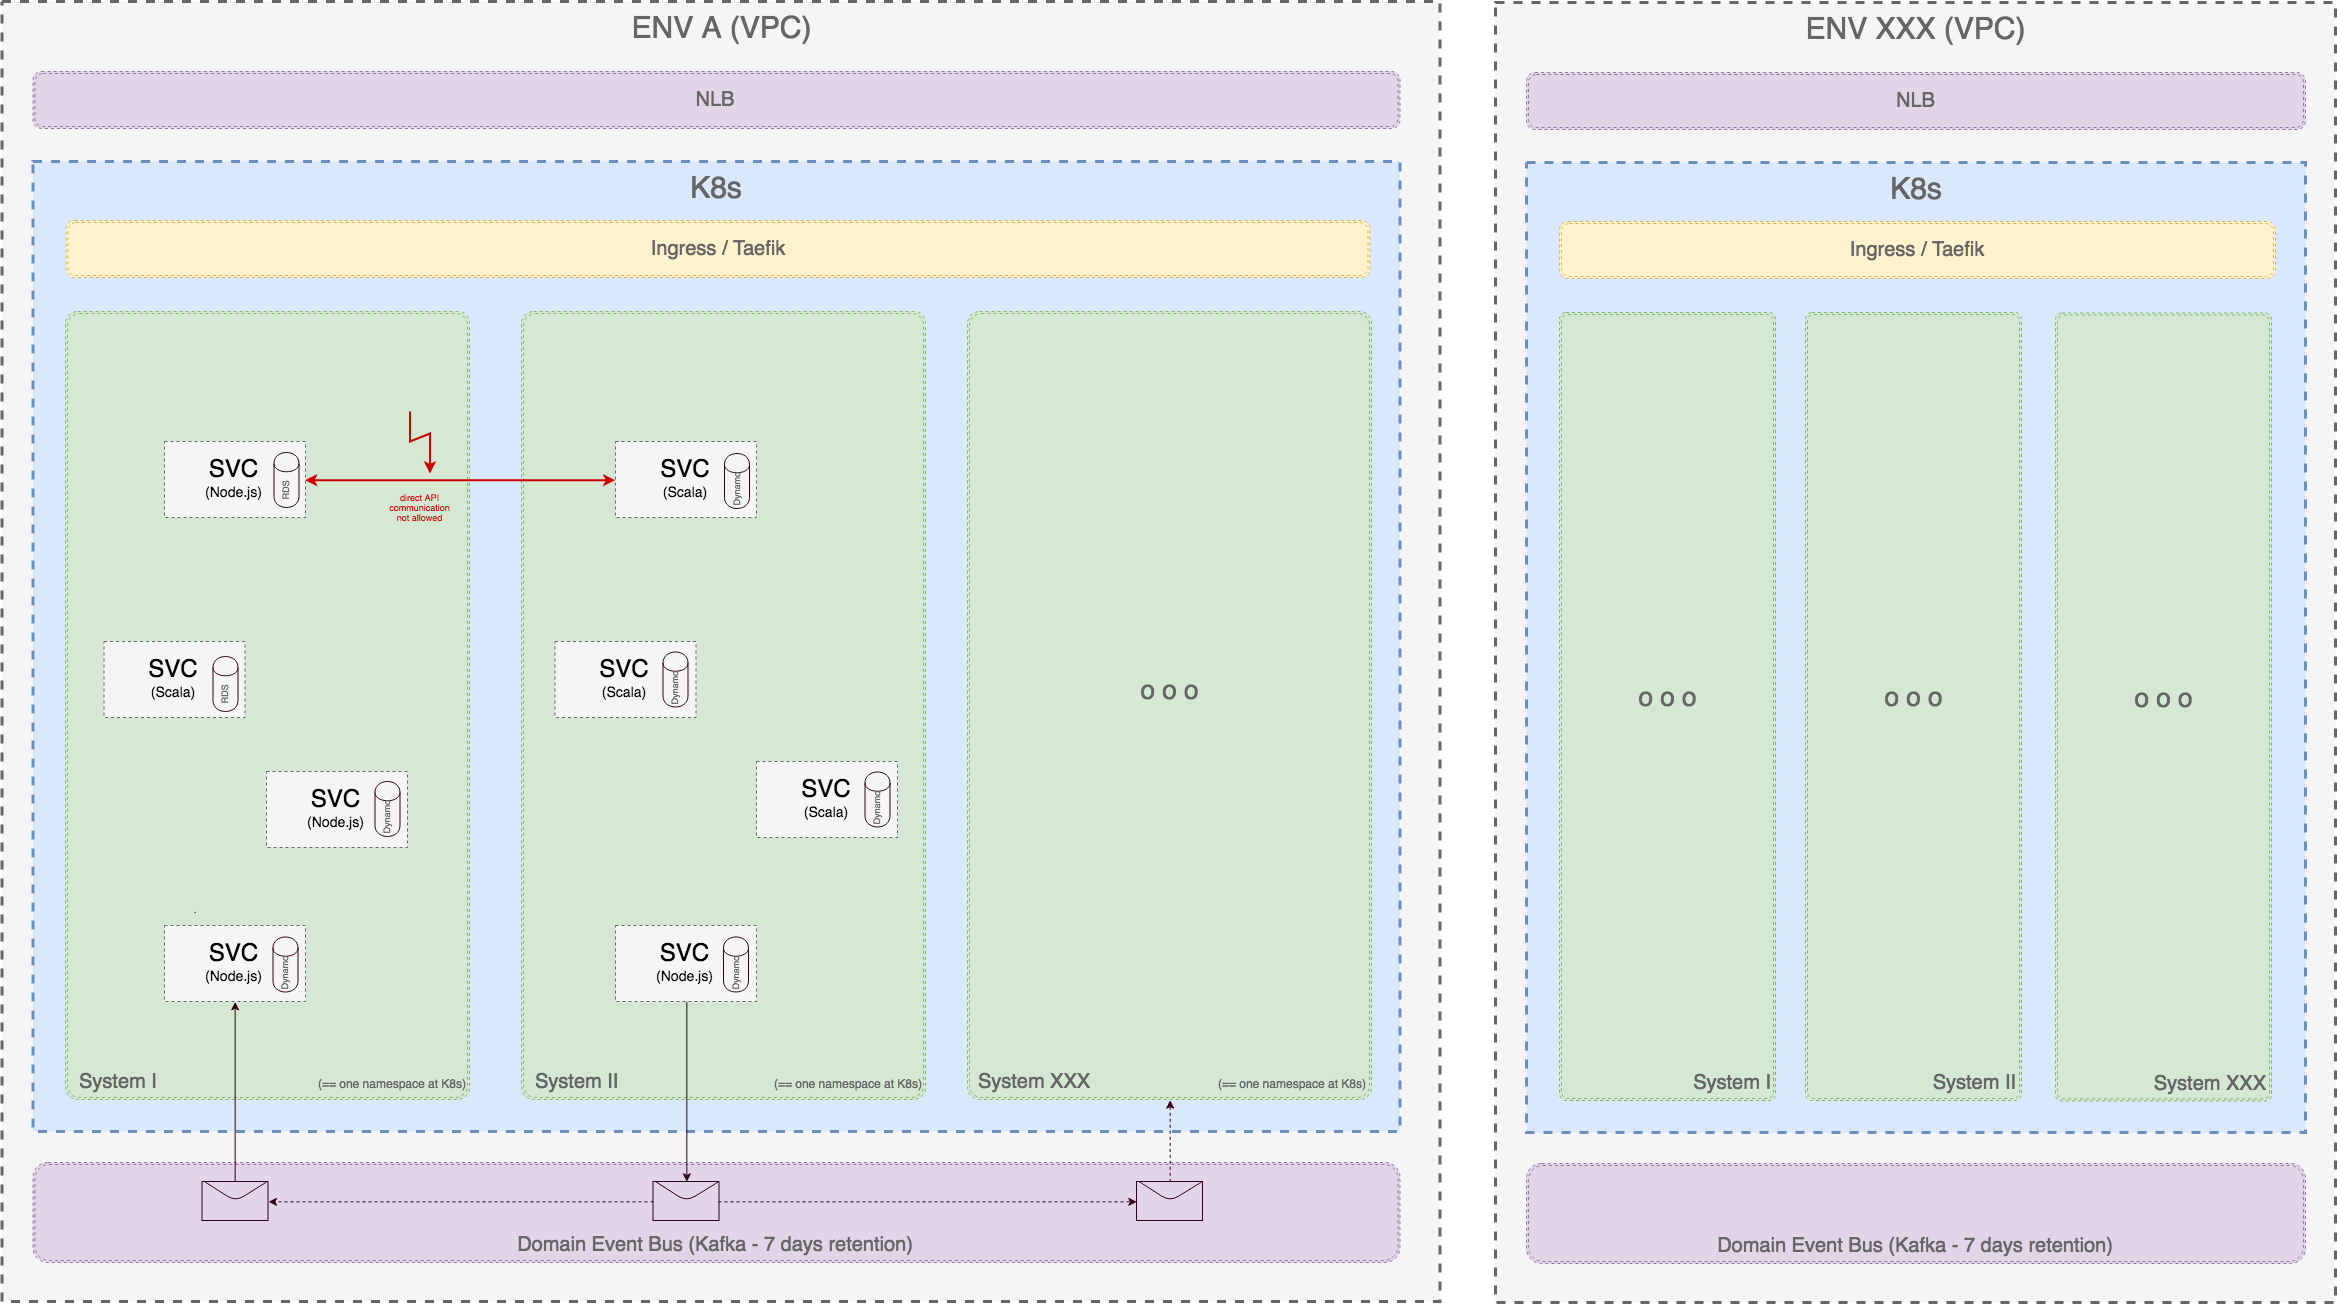 ENV A (VPC)
NLB
K8s
Ingress / Taefik
SVC
(Node.js)
RDS
direct API
communication
not allowed
SVC
(Scala)
Dynamo
SVC
(Scala)
RDS
SVC
(Scala)
Dynamo
o o o
SVC
(Node.js)
Dynamo
SVC
(Scala)
Dynamo
SVC
(Node.js)
Dynamo
SVC
(Node.js)
Dynamo
System I
(== one namespace at K8s)
System II
(== one namespace at K8s)
System XXX
(== one namespace at K8s)
Domain Event Bus (Kafka - 7 days retention)
ENV XXX (VPC)
NLB
K8s
Ingress / Taefik
o o o
o o o
o o o
System I
System II
System XXX
Domain Event Bus (Kafka - 7 days retention)